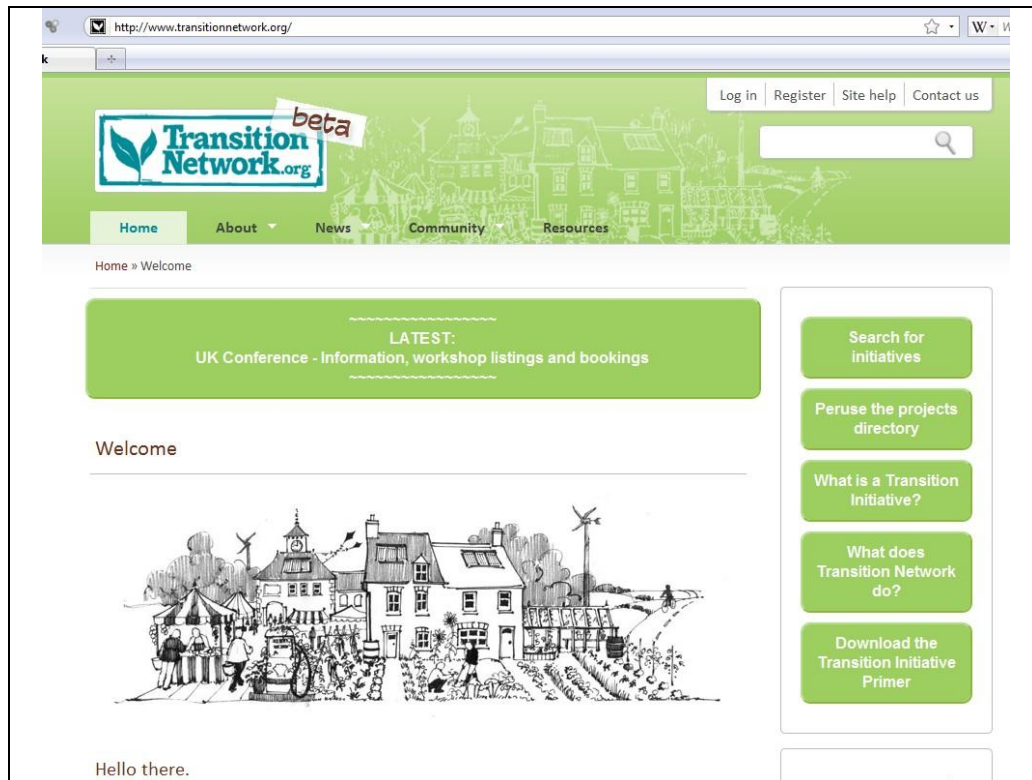 http://www.transitionnetwork.org/
W
k
Log in Register Site help Contact us
beta
Transition
Network.org
Home About News Community Resources
Home » Welcome
~~~~~~~~~~~~~~~~~
LATEST:
UK Conference - Information, workshop listings and bookings
~~~~~~~~~~~~~~~~~
Search for
initiatives
Peruse the projects
directory
What is a Transition
Initiative?
What does
Transition Network
do?
Download the
Transition Initiative
Primer
Welcome
Hello there.